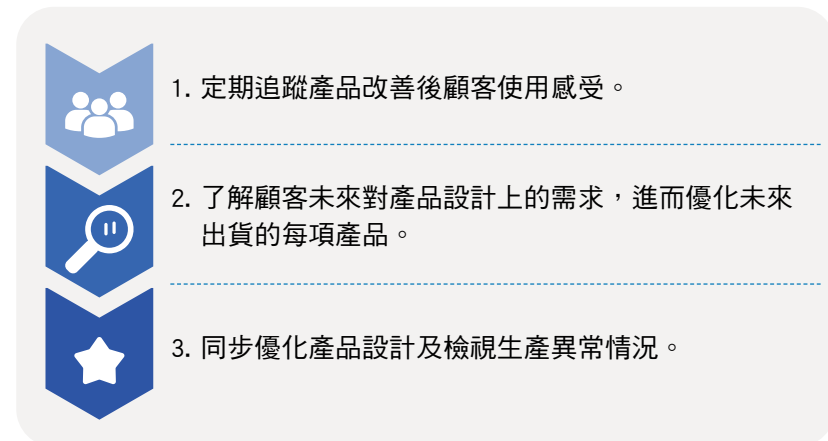 1. 定期追蹤產品改善後顧客使用感受。
2. 了解顧客未來對產品設計上的需求，進而優化未來
出貨的每項產品。
3. 同步優化產品設計及檢視生產異常情況。